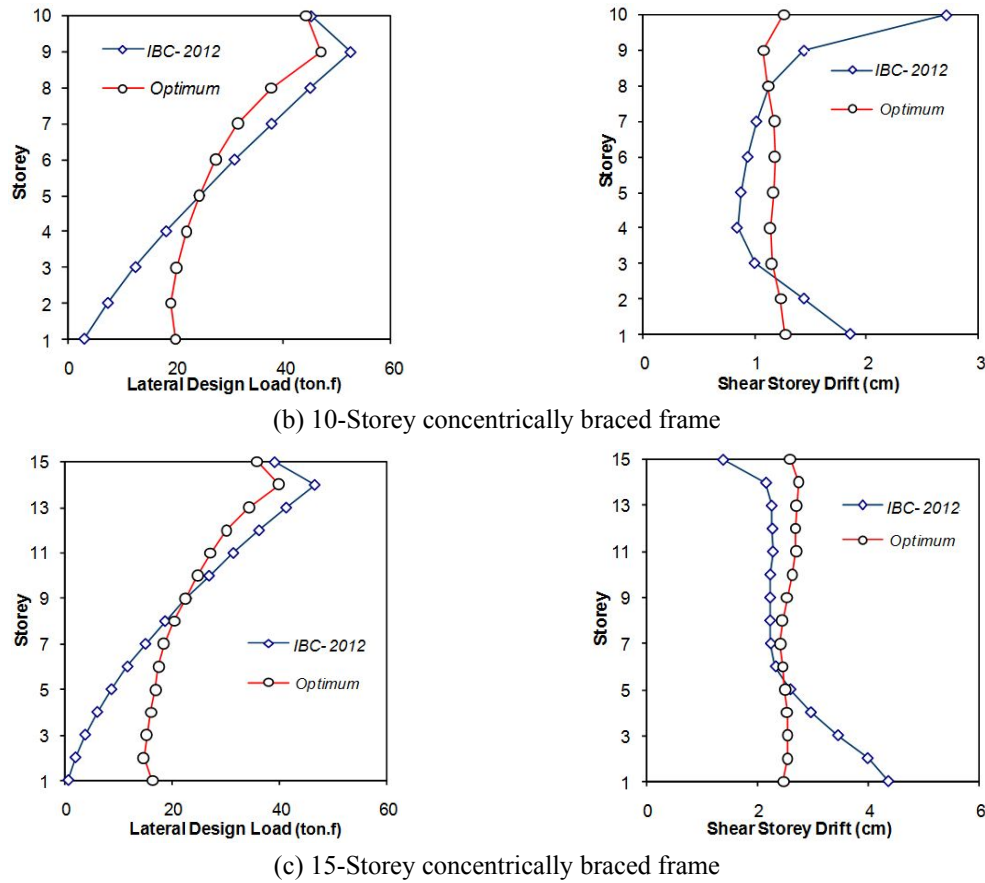 10
9
8
7
6
5
4
3
2
1
Storey
IBC- 2012
Optimum
0
20
40
60
Lateral Design Load (ton.f)
10
9
8
7
6
5
4
3
2
1
Storey
IBC- 2012
Optimum
0
1
2
3
Shear Storey Drift (cm)
(b) 10-Storey concentrically braced frame
15
13
11
9
7
5
3
1
Storey
IBC- 2012
Optimum
0
20
40
60
Lateral Design Load (ton.f)
15
13
11
9
7
5
3
1
Storey
IBC- 2012
Optimum
0
2
4
6
Shear Storey Drift (cm)
(c) 15-Storey concentrically braced frame